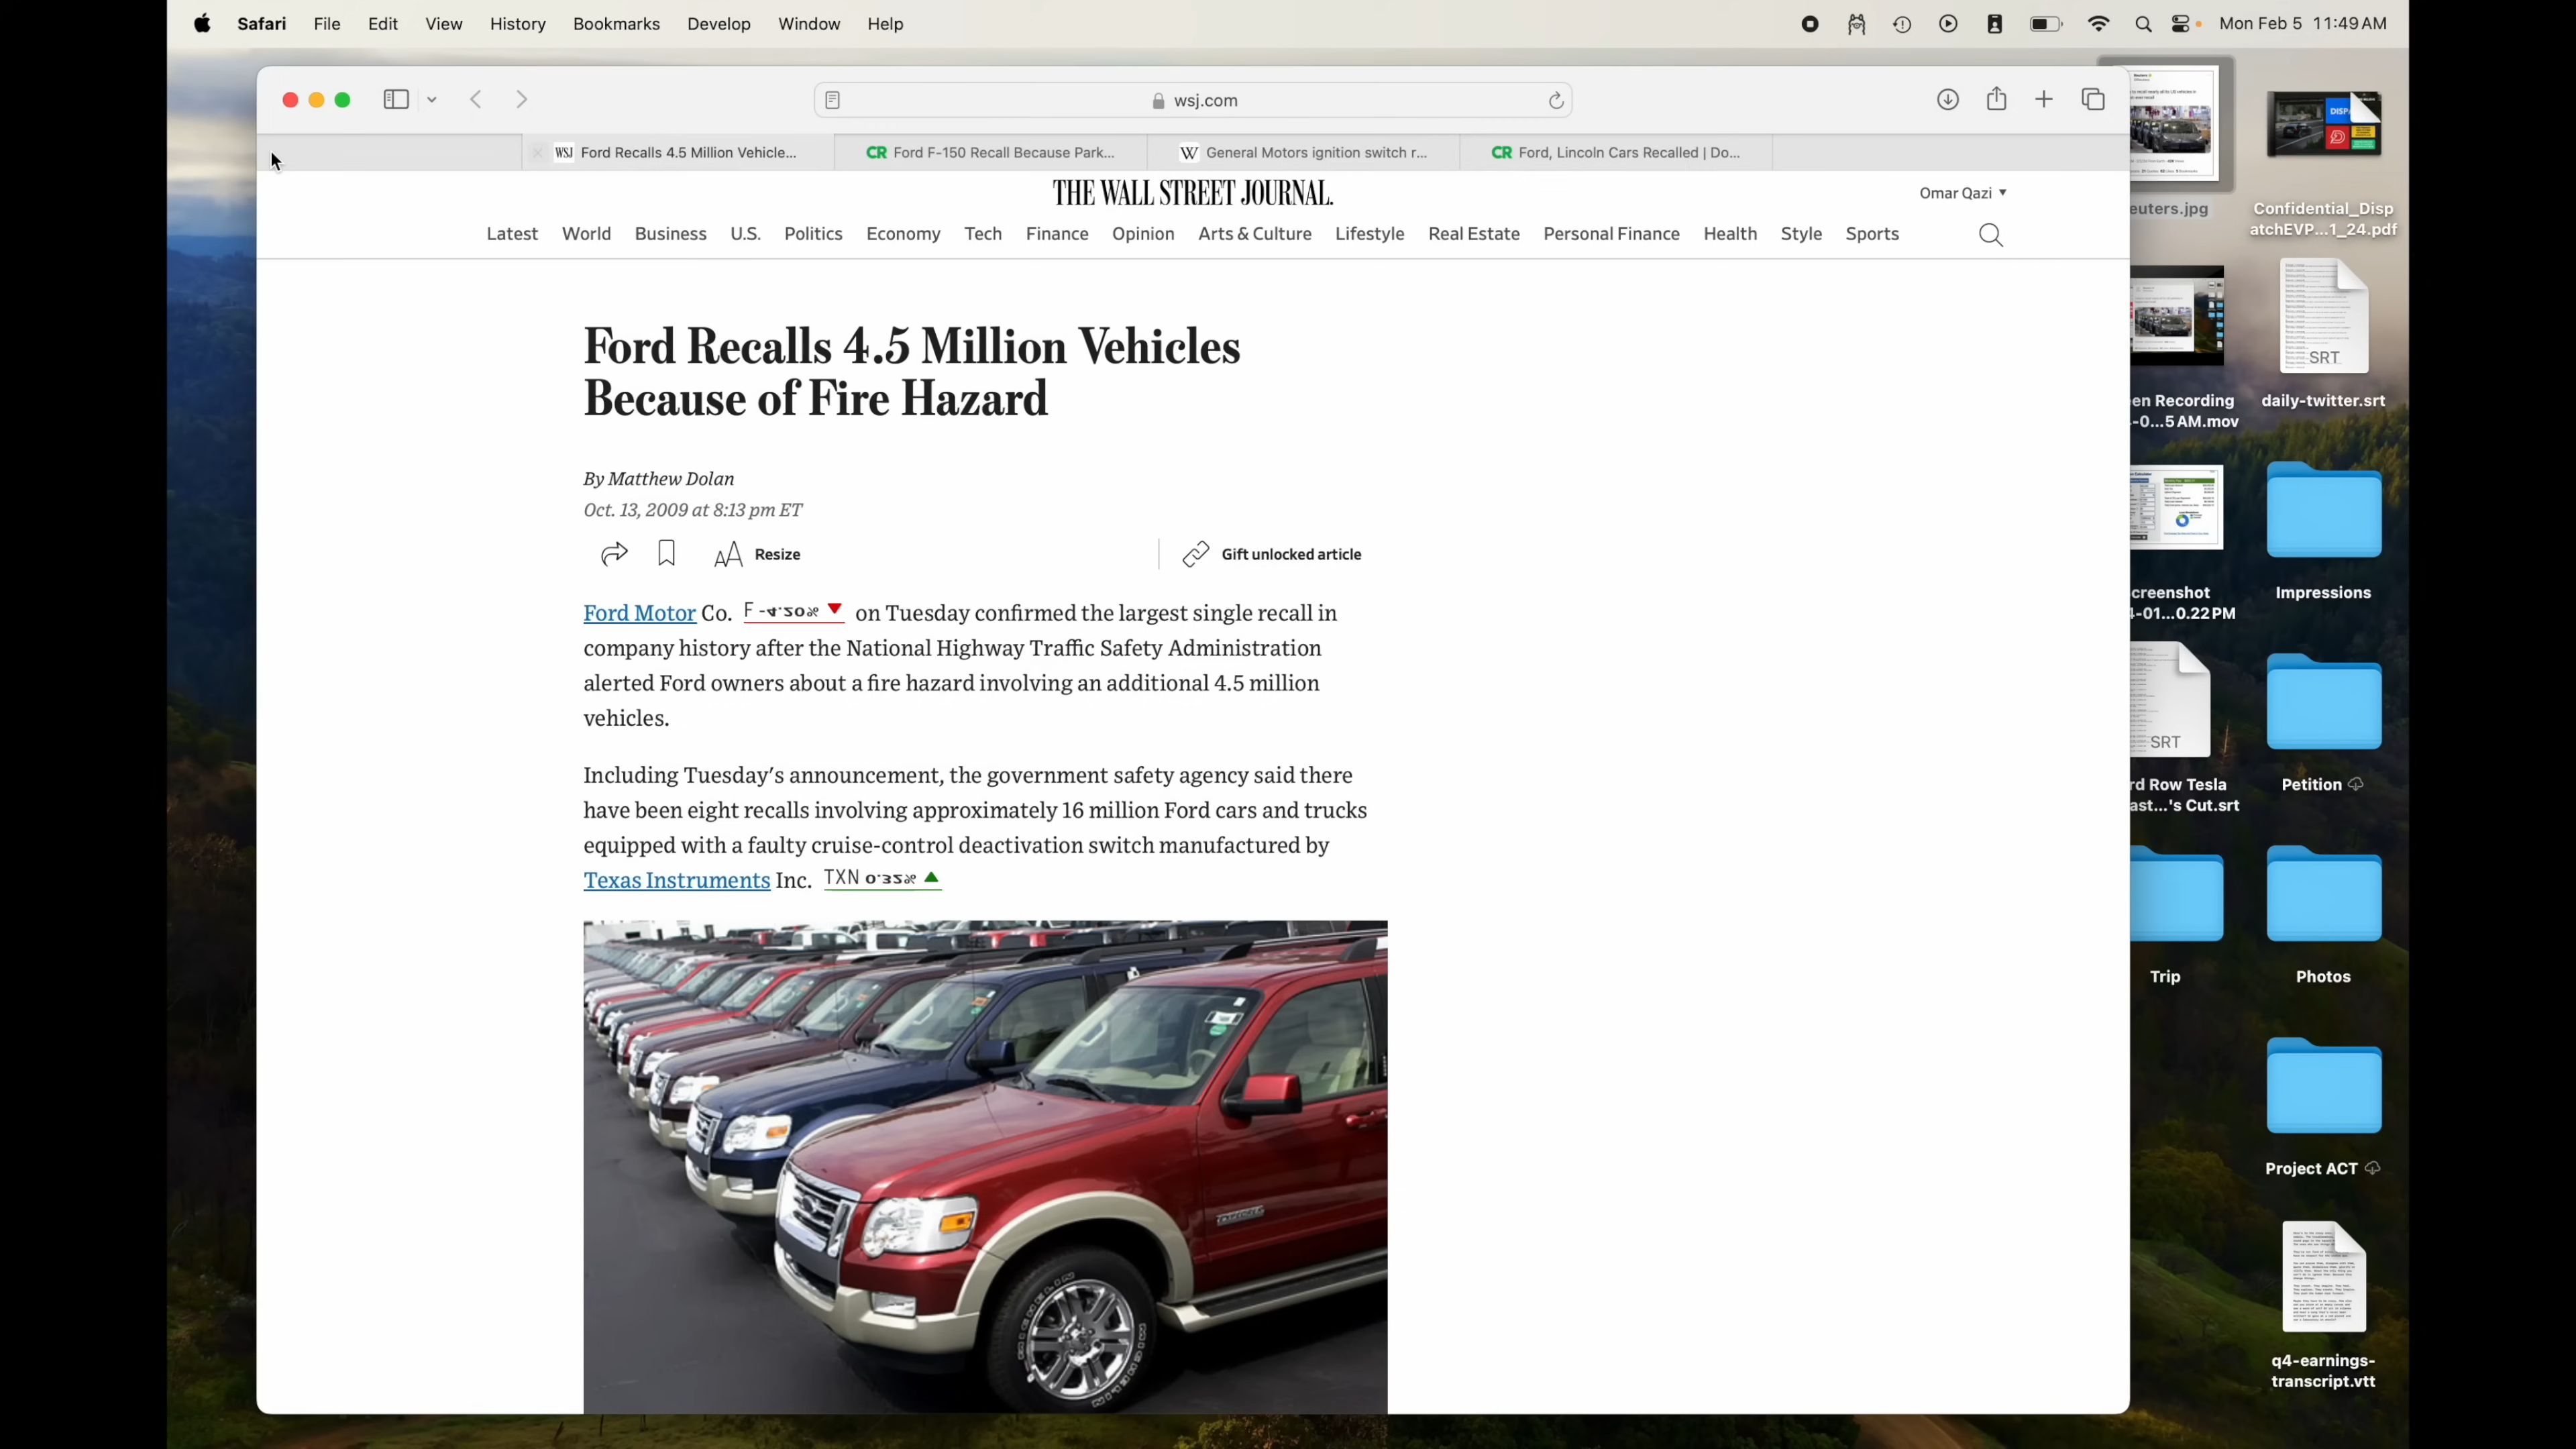 Safari File Edit View History Bookmarks Develop Window Help
Mon Feb 5 11:49 AM
wsj.com
WSJ Ford Recalls 4.5 Million Vehicle...
CR Ford F-150 Recall Because Park...
W General Motors ignition switch r...
CR Ford, Lincoln Cars Recalled | Do...
THE WALL STREET JOURNAL.
Omar Qazi
Latest World Business U.S. Politics Economy Tech Finance Opinion Arts & Culture Lifestyle Real Estate Personal Finance Health Style Sports
Ford Recalls 4.5 Million Vehicles
Because of Fire Hazard
By Matthew Dolan
Oct. 13, 2009 at 8:13 pm ET
AA Resize
Gift unlocked article
Ford Motor Co. F -4.20% on Tuesday confirmed the largest single recall in
company history after the National Highway Traffic Safety Administration
alerted Ford owners about a fire hazard involving an additional 4.5 million
vehicles.
Including Tuesday's announcement, the government safety agency said there
have been eight recalls involving approximately 16 million Ford cars and trucks
equipped with a faulty cruise-control deactivation switch manufactured by
Texas Instruments Inc. TXN 0.32%
euters.jpg
DISP
Confidential_Disp
atchEVP...1_24.pdf
en Recording
-0...5 AM.mov
SRT
daily-twitter.srt
creenshot
4-01...0.22 PM
Impressions
SRT
rd Row Tesla
ast...'s Cut.srt
Petition
Trip
Photos
Project ACT
q4-earnings-
transcript.vtt